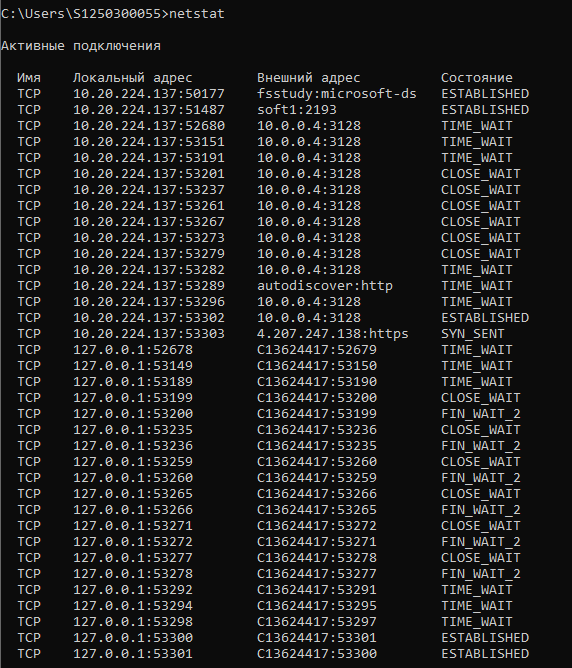 C:\Users\S1250300055>netstat
Активные подключения
Имя Локальный адрес Внешний адрес Состояние
TCP 10.20.224.137:50177 fsstudy:microsoft-ds ESTABLISHED
TCP 10.20.224.137:51487 soft1:2193 ESTABLISHED
TCP 10.20.224.137:52680 10.0.0.4:3128 TIME_WAIT
TCP 10.20.224.137:53151 10.0.0.4:3128 TIME_WAIT
TCP 10.20.224.137:53191 10.0.0.4:3128 TIME_WAIT
TCP 10.20.224.137:53201 10.0.0.4:3128 CLOSE_WAIT
TCP 10.20.224.137:53237 10.0.0.4:3128 CLOSE_WAIT
TCP 10.20.224.137:53261 10.0.0.4:3128 CLOSE_WAIT
TCP 10.20.224.137:53267 10.0.0.4:3128 CLOSE_WAIT
TCP 10.20.224.137:53273 10.0.0.4:3128 CLOSE_WAIT
TCP 10.20.224.137:53279 10.0.0.4:3128 CLOSE_WAIT
TCP 10.20.224.137:53282 10.0.0.4:3128 TIME_WAIT
TCP 10.20.224.137:53289 autodiscover:http TIME_WAIT
TCP 10.20.224.137:53296 10.0.0.4:3128 TIME_WAIT
TCP 10.20.224.137:53302 10.0.0.4:3128 ESTABLISHED
TCP 10.20.224.137:53303 4.207.247.138:https SYN_SENT
TCP 127.0.0.1:52678 C13624417:52679 TIME_WAIT
TCP 127.0.0.1:53149 C13624417:53150 TIME_WAIT
TCP 127.0.0.1:53189 C13624417:53190 TIME_WAIT
TCP 127.0.0.1:53199 C13624417:53200 CLOSE_WAIT
TCP 127.0.0.1:53200 C13624417:53199 FIN_WAIT_2
TCP 127.0.0.1:53235 C13624417:53236 CLOSE_WAIT
TCP 127.0.0.1:53236 C13624417:53235 FIN_WAIT_2
TCP 127.0.0.1:53259 C13624417:53260 CLOSE_WAIT
TCP 127.0.0.1:53260 C13624417:53259 FIN_WAIT_2
TCP 127.0.0.1:53265 C13624417:53266 CLOSE_WAIT
TCP 127.0.0.1:53266 C13624417:53265 FIN_WAIT_2
TCP 127.0.0.1:53271 C13624417:53272 CLOSE_WAIT
TCP 127.0.0.1:53272 C13624417:53271 FIN_WAIT_2
TCP 127.0.0.1:53277 C13624417:53278 CLOSE_WAIT
TCP 127.0.0.1:53278 C13624417:53277 FIN_WAIT_2
TCP 127.0.0.1:53292 C13624417:53291 TIME_WAIT
TCP 127.0.0.1:53294 C13624417:53295 TIME_WAIT
TCP 127.0.0.1:53298 C13624417:53297 TIME_WAIT
TCP 127.0.0.1:53300 C13624417:53301 ESTABLISHED
TCP 127.0.0.1:53301 C13624417:53300 ESTABLISHED